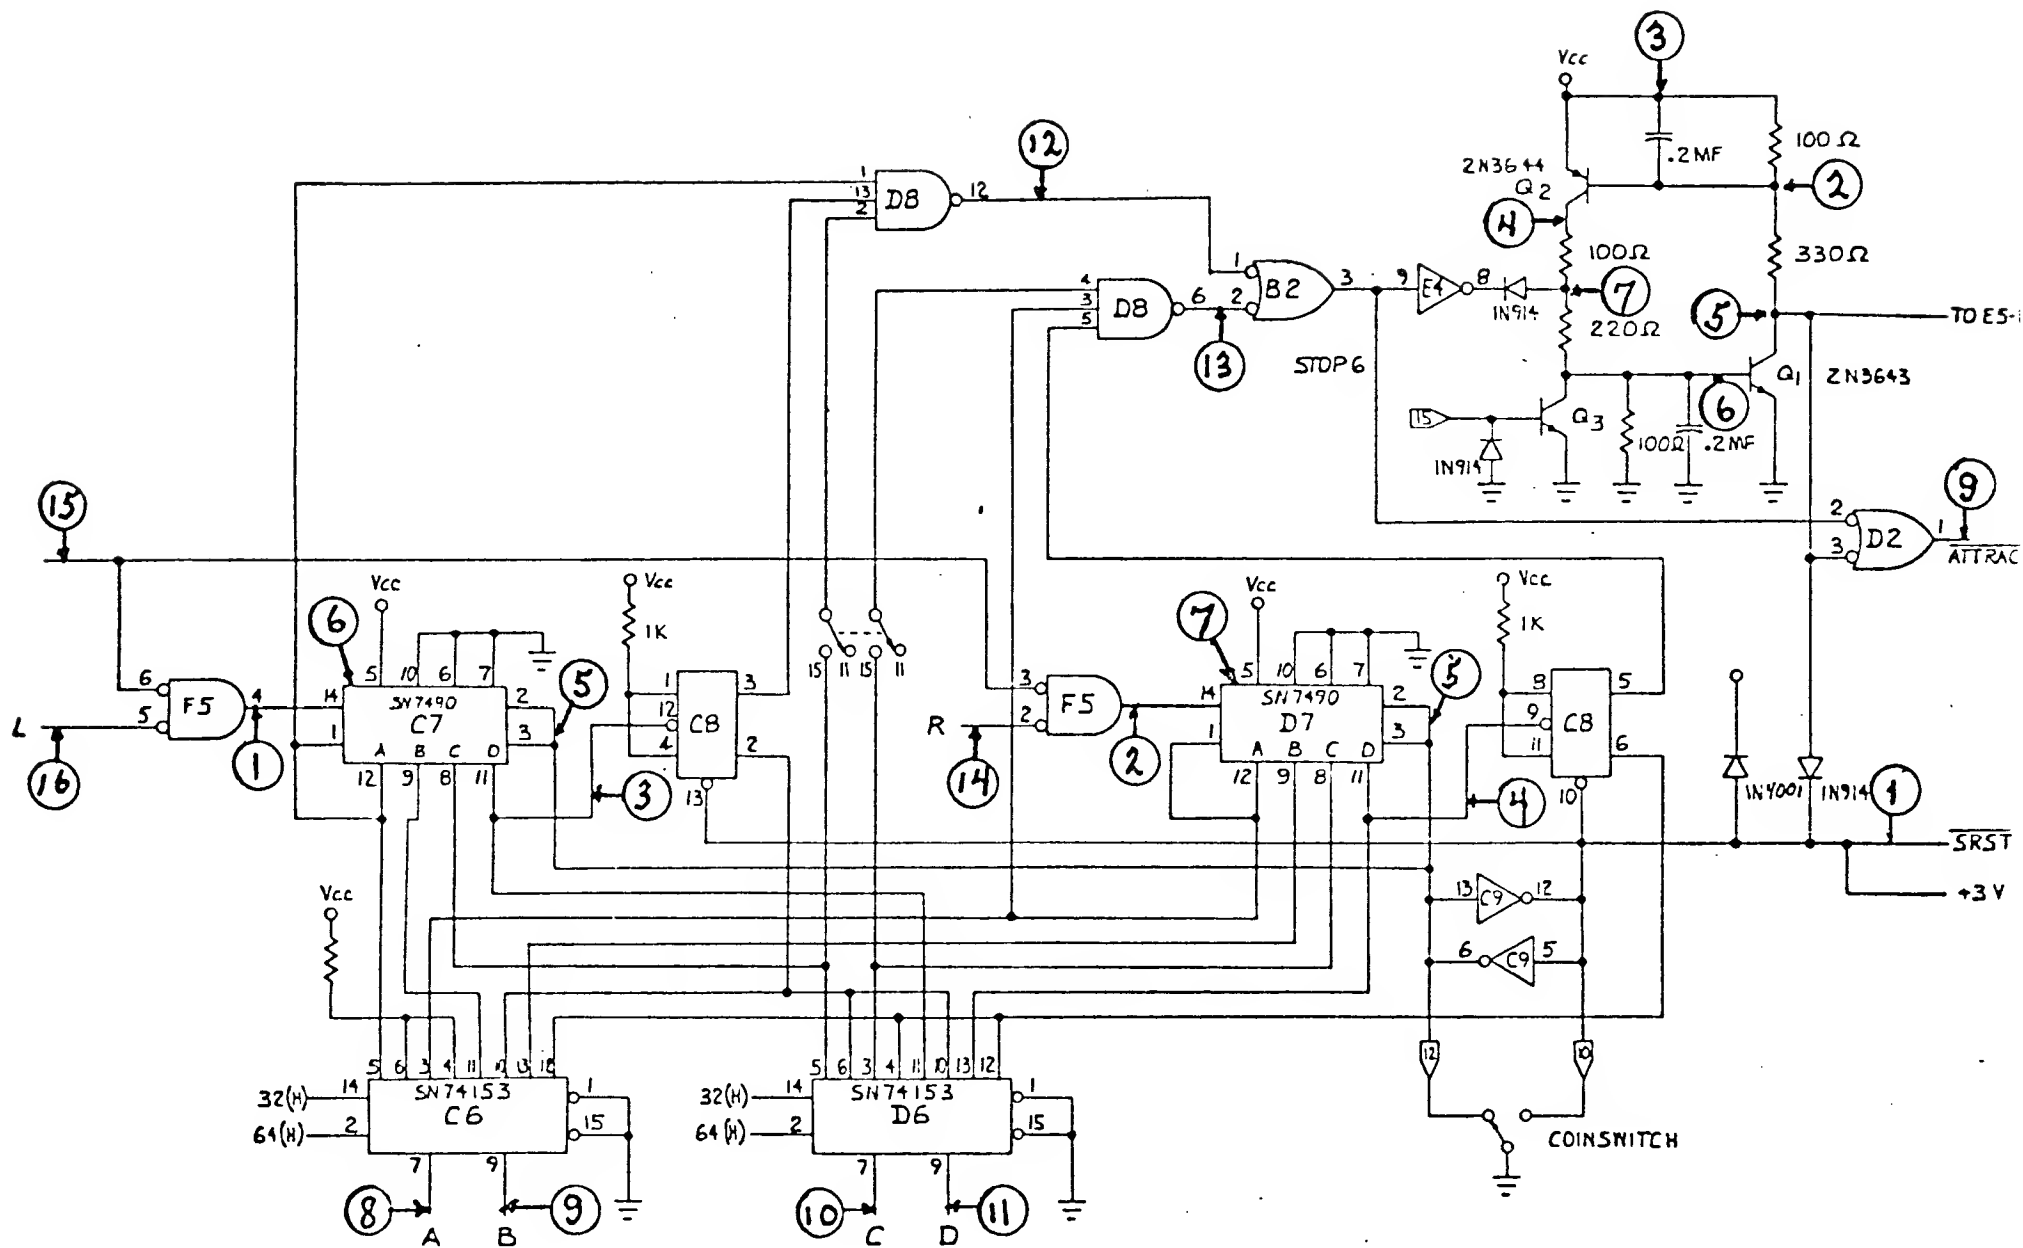 3
Vcc
12
100Ω
.2MF
2N3644
Q2
2
1
13
2
D8
12
4
100Ω
330Ω
4
3
5
D8
6
1
2
B2
3
9
E4
8
1N914
7
220Ω
5
TO E5-
13
STOP 6
Q1
2N3643
6
15
Q3
100Ω
.2MF
1N914
15
9
2
3
D2
1
ATTRAC
Vcc
Vcc
Vcc
Vcc
6
1K
7
1K
15
11
15
11
6
5
F5
4
14
5
10
6
7
SN7490
C7
2
3
5
1
A
B
C
D
12
9
8
11
L
16
1
1
12
4
C8
3
2
13
3
3
2
F5
R
14
2
14
5
10
6
7
SN7490
D7
2
3
5
1
A
B
C
D
12
9
8
11
8
9
11
C8
5
6
10
4
1N4001
1N914
1
SRST
+3V
Vcc
13
C9
12
6
C9
5
5
6
3
4
11
10
13
12
SN74153
C6
32(H)
14
64(H)
2
1
15
7
9
8
A
B
9
5
6
3
4
11
10
13
12
SN74153
D6
32(H)
14
64(H)
2
1
15
7
9
10
C
D
11
12
10
COINSWITCH